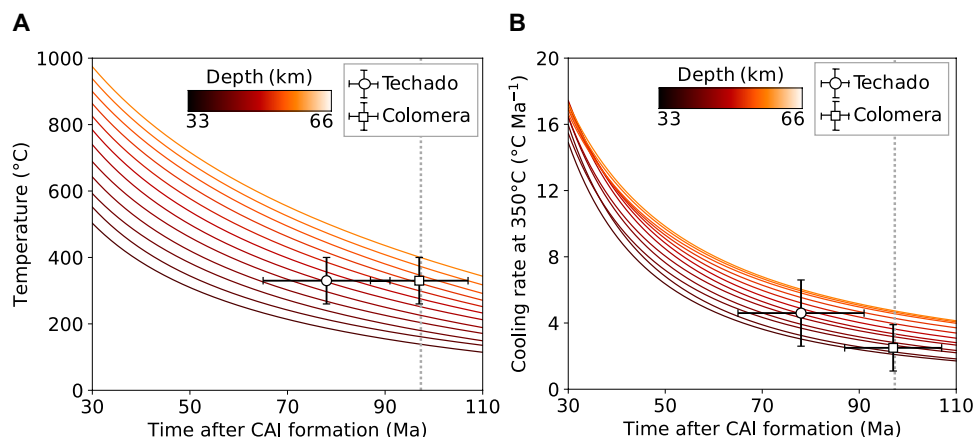 A
Temperature (°C)
1000
800
600
400
200
0
30
50
70
90
110
Time after CAI formation (Ma)
Depth (km)
33
66
Techado
Colomera
B
Cooling rate at 350°C (°C Ma⁻¹)
20
16
12
8
4
0
30
50
70
90
110
Time after CAI formation (Ma)
Depth (km)
33
66
Techado
Colomera